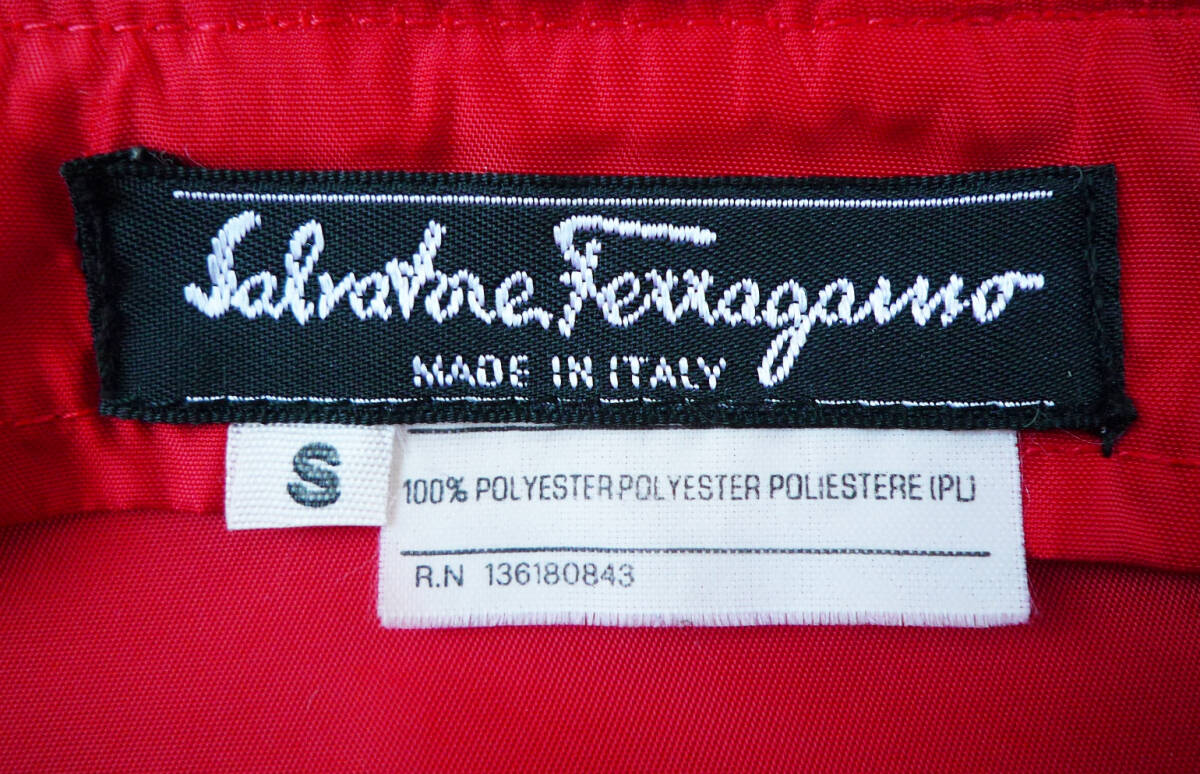 Salvatore Ferragamo
MADE IN ITALY
S
100% POLYESTER POLYESTER POLIESTERE (PL)
R.N 136180843